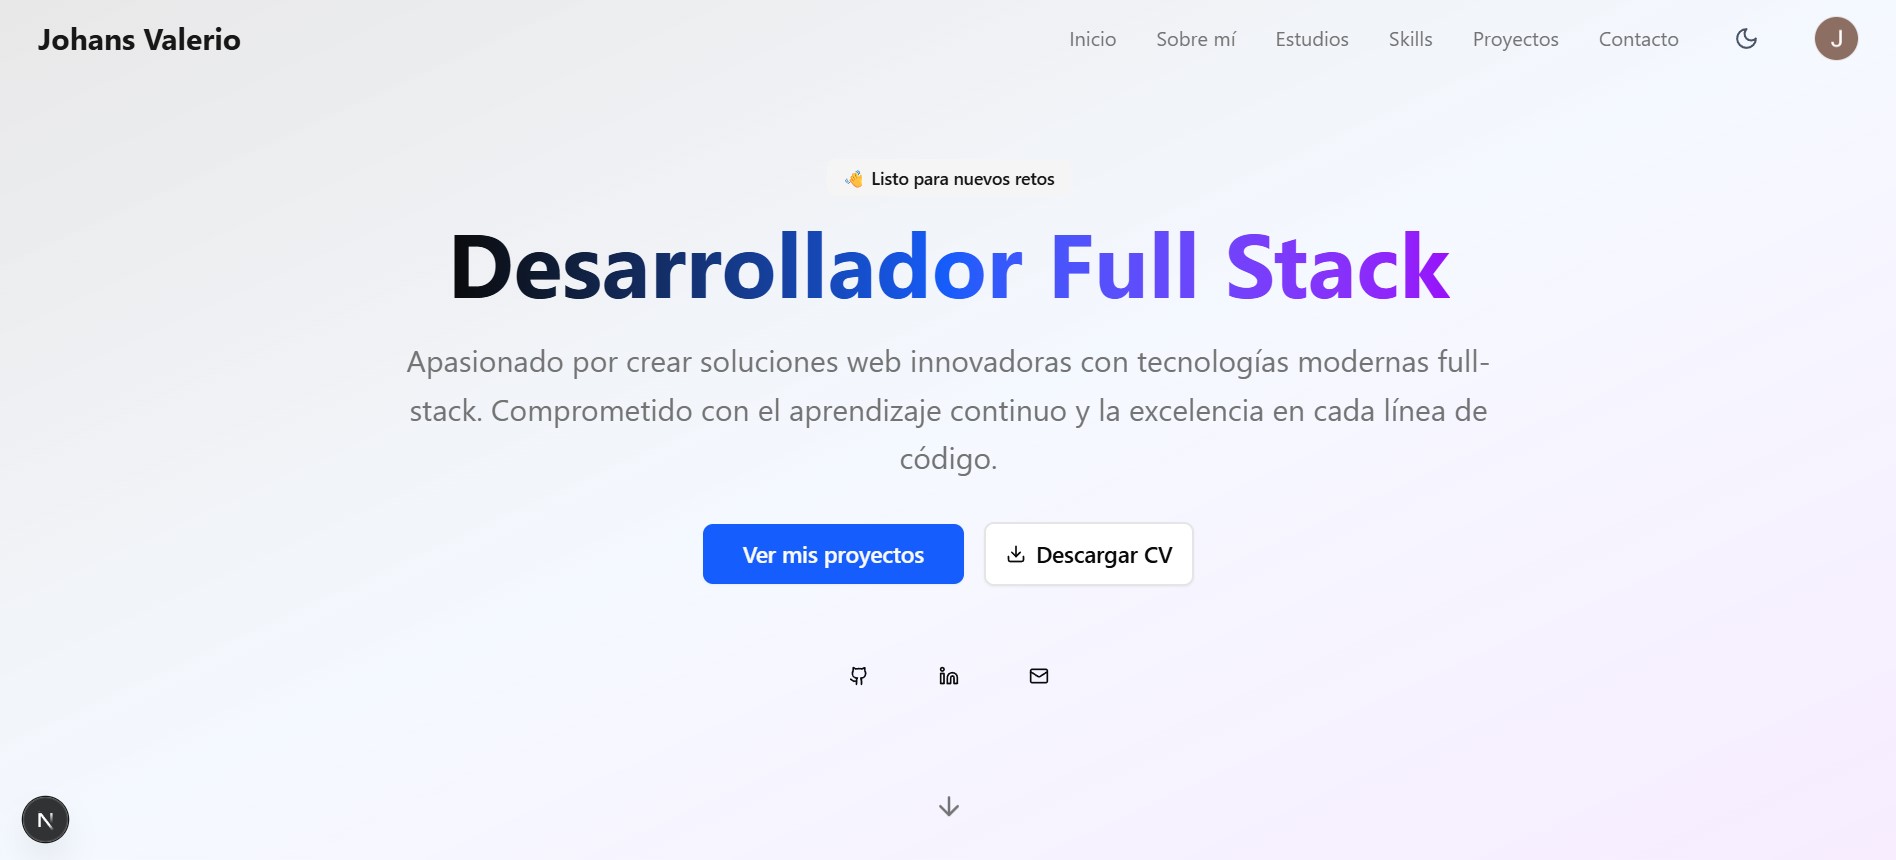 Johans Valerio
Inicio Sobre mí Estudios Skills Proyectos Contacto J
👋 Listo para nuevos retos
Desarrollador Full Stack
Apasionado por crear soluciones web innovadoras con tecnologías modernas full-
stack. Comprometido con el aprendizaje continuo y la excelencia en cada línea de
código.
Ver mis proyectos
Descargar CV
N